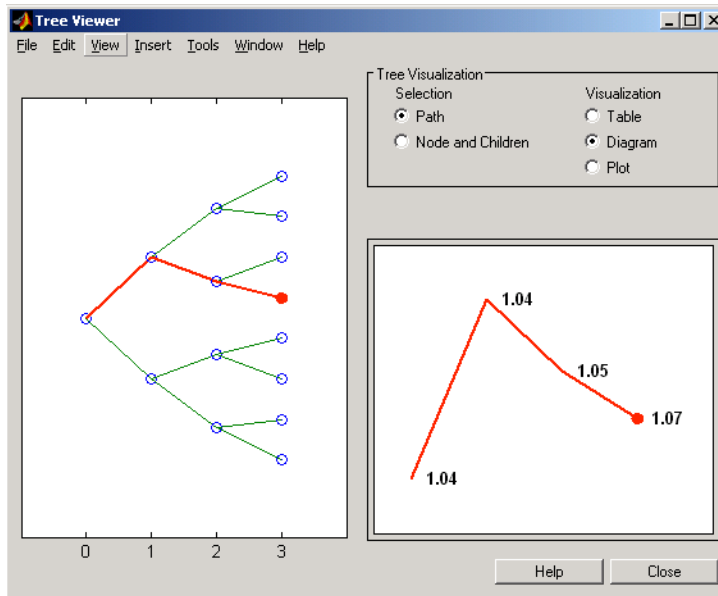 Tree Viewer
File Edit View Insert Tools Window Help
Tree Visualization
Selection Visualization
Path Table
Node and Children Diagram
Plot
1.04
1.05
1.07
1.04
0 1 2 3
Help Close